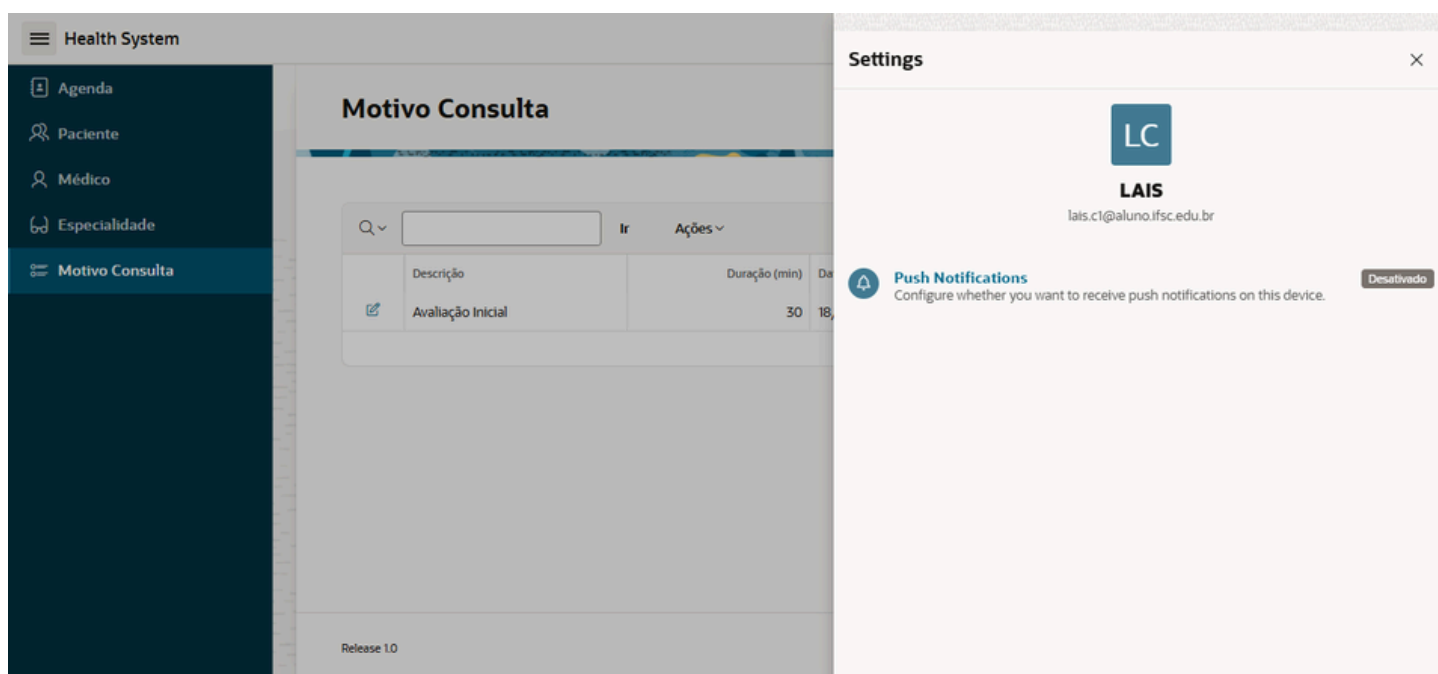 Health System
Agenda
Paciente
Médico
Especialidade
Motivo Consulta
Motivo Consulta
Ir Ações
Descrição Duração (min)
Avaliação Inicial 30 18,
Release 1.0
Settings
LC
LAIS
lais.c1@aluno.ifsc.edu.br
Push Notifications Desativado
Configure whether you want to receive push notifications on this device.